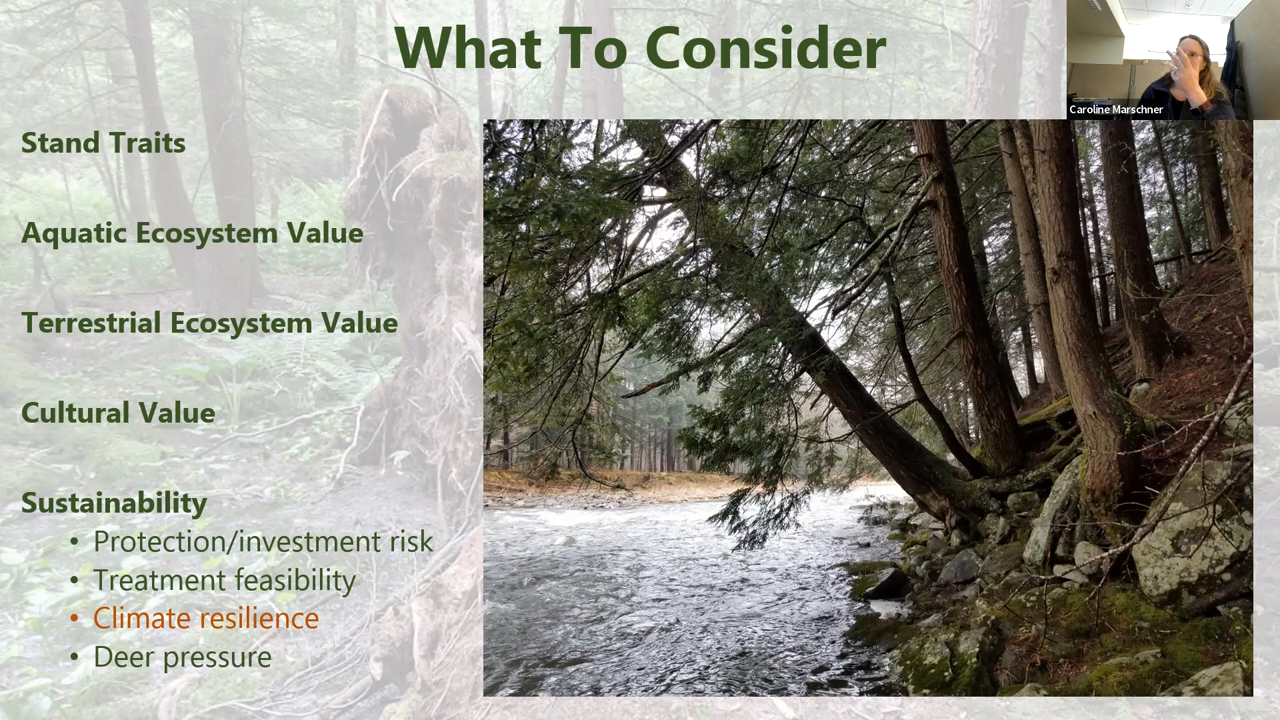 What To Consider
Caroline Marschner
Stand Traits
Aquatic Ecosystem Value
Terrestrial Ecosystem Value
Cultural Value
Sustainability
• Protection/investment risk
• Treatment feasibility
• Climate resilience
• Deer pressure